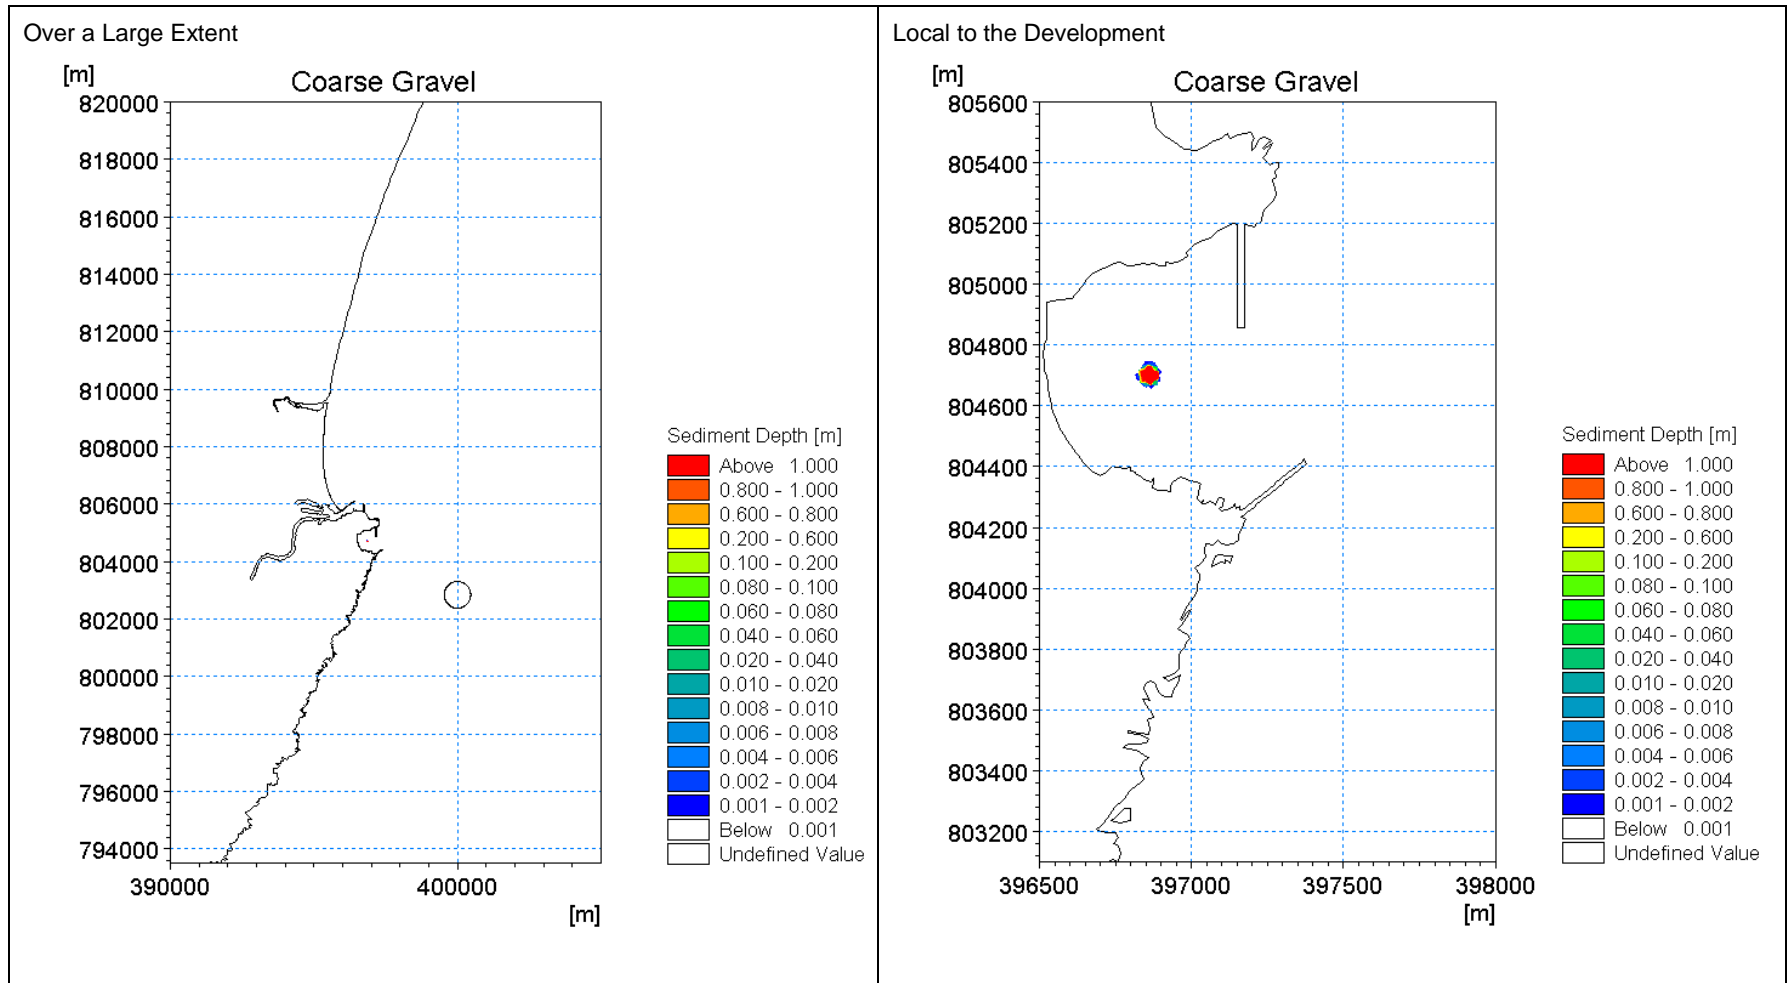 Over a Large Extent
[m]
Coarse Gravel
820000
818000
816000
814000
812000
810000
808000
806000
804000
802000
800000
798000
796000
794000
390000
400000
[m]
Sediment Depth [m]
Above 1.000
0.800 - 1.000
0.600 - 0.800
0.200 - 0.600
0.100 - 0.200
0.080 - 0.100
0.060 - 0.080
0.040 - 0.060
0.020 - 0.040
0.010 - 0.020
0.008 - 0.010
0.006 - 0.008
0.004 - 0.006
0.002 - 0.004
0.001 - 0.002
Below 0.001
Undefined Value
Local to the Development
[m]
Coarse Gravel
805600
805400
805200
805000
804800
804600
804400
804200
804000
803800
803600
803400
803200
396500
397000
397500
398000
[m]
Sediment Depth [m]
Above 1.000
0.800 - 1.000
0.600 - 0.800
0.200 - 0.600
0.100 - 0.200
0.080 - 0.100
0.060 - 0.080
0.040 - 0.060
0.020 - 0.040
0.010 - 0.020
0.008 - 0.010
0.006 - 0.008
0.004 - 0.006
0.002 - 0.004
0.001 - 0.002
Below 0.001
Undefined Value